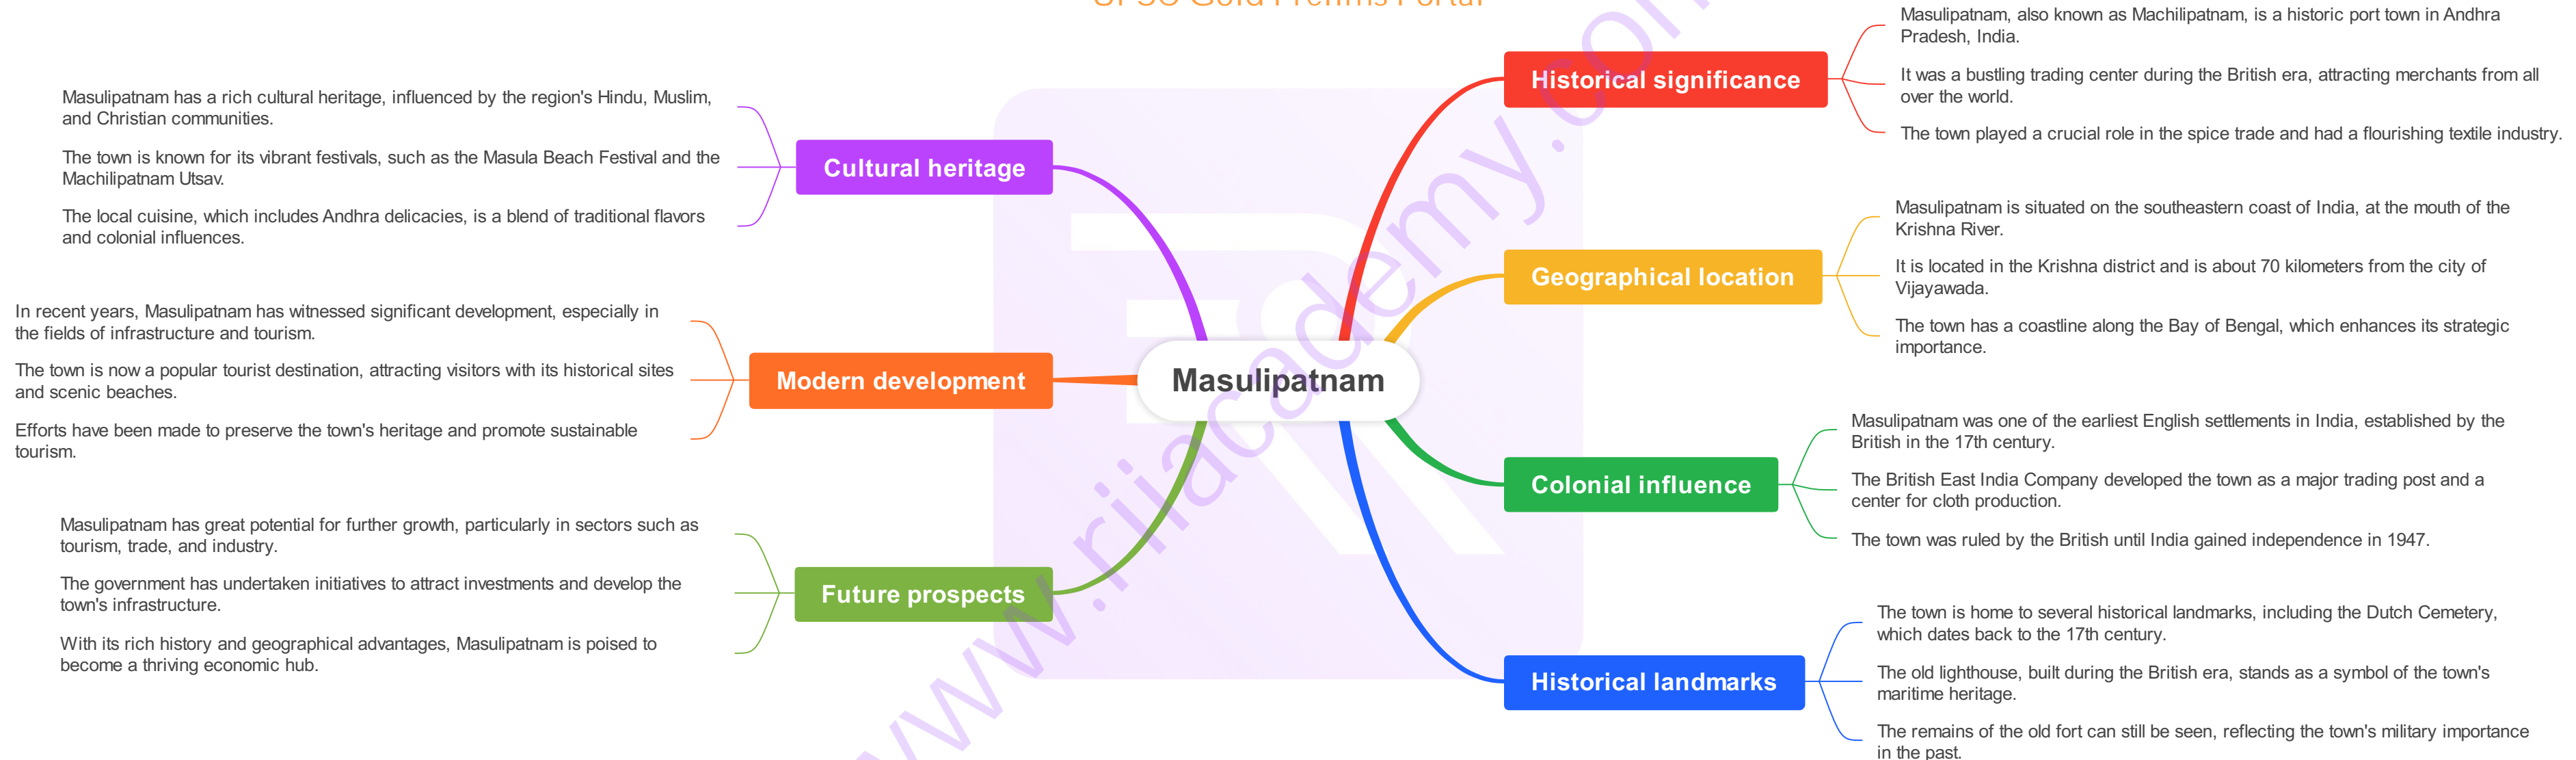 UPSC Gold Prelims Portal
Masulipatnam
Historical significance
Masulipatnam, also known as Machilipatnam, is a historic port town in Andhra
Pradesh, India.
It was a bustling trading center during the British era, attracting merchants from all
over the world.
The town played a crucial role in the spice trade and had a flourishing textile industry.
Geographical location
Masulipatnam is situated on the southeastern coast of India, at the mouth of the
Krishna River.
It is located in the Krishna district and is about 70 kilometers from the city of
Vijayawada.
The town has a coastline along the Bay of Bengal, which enhances its strategic
importance.
Colonial influence
Masulipatnam was one of the earliest English settlements in India, established by the
British in the 17th century.
The British East India Company developed the town as a major trading post and a
center for cloth production.
The town was ruled by the British until India gained independence in 1947.
Historical landmarks
The town is home to several historical landmarks, including the Dutch Cemetery,
which dates back to the 17th century.
The old lighthouse, built during the British era, stands as a symbol of the town's
maritime heritage.
The remains of the old fort can still be seen, reflecting the town's military importance
in the past.
Cultural heritage
Masulipatnam has a rich cultural heritage, influenced by the region's Hindu, Muslim,
and Christian communities.
The town is known for its vibrant festivals, such as the Masula Beach Festival and the
Machilipatnam Utsav.
The local cuisine, which includes Andhra delicacies, is a blend of traditional flavors
and colonial influences.
Modern development
In recent years, Masulipatnam has witnessed significant development, especially in
the fields of infrastructure and tourism.
The town is now a popular tourist destination, attracting visitors with its historical sites
and scenic beaches.
Efforts have been made to preserve the town's heritage and promote sustainable
tourism.
Future prospects
Masulipatnam has great potential for further growth, particularly in sectors such as
tourism, trade, and industry.
The government has undertaken initiatives to attract investments and develop the
town's infrastructure.
With its rich history and geographical advantages, Masulipatnam is poised to
become a thriving economic hub.
www.rijacademy.com